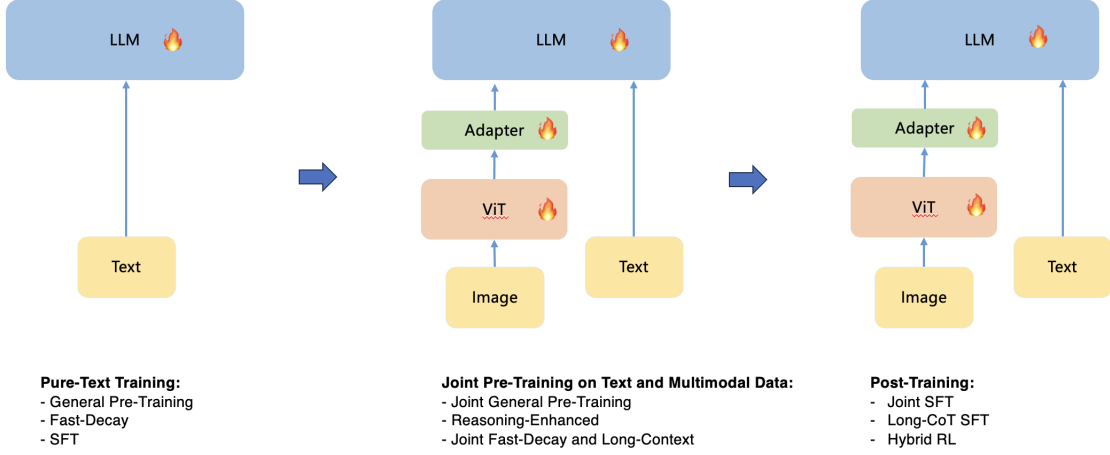 LLM
Text
Pure-Text Training:
- General Pre-Training
- Fast-Decay
- SFT
LLM
Adapter
ViT
Image
Text
Joint Pre-Training on Text and Multimodal Data:
- Joint General Pre-Training
- Reasoning-Enhanced
- Joint Fast-Decay and Long-Context
LLM
Adapter
ViT
Image
Text
Post-Training:
- Joint SFT
- Long-CoT SFT
- Hybrid RL